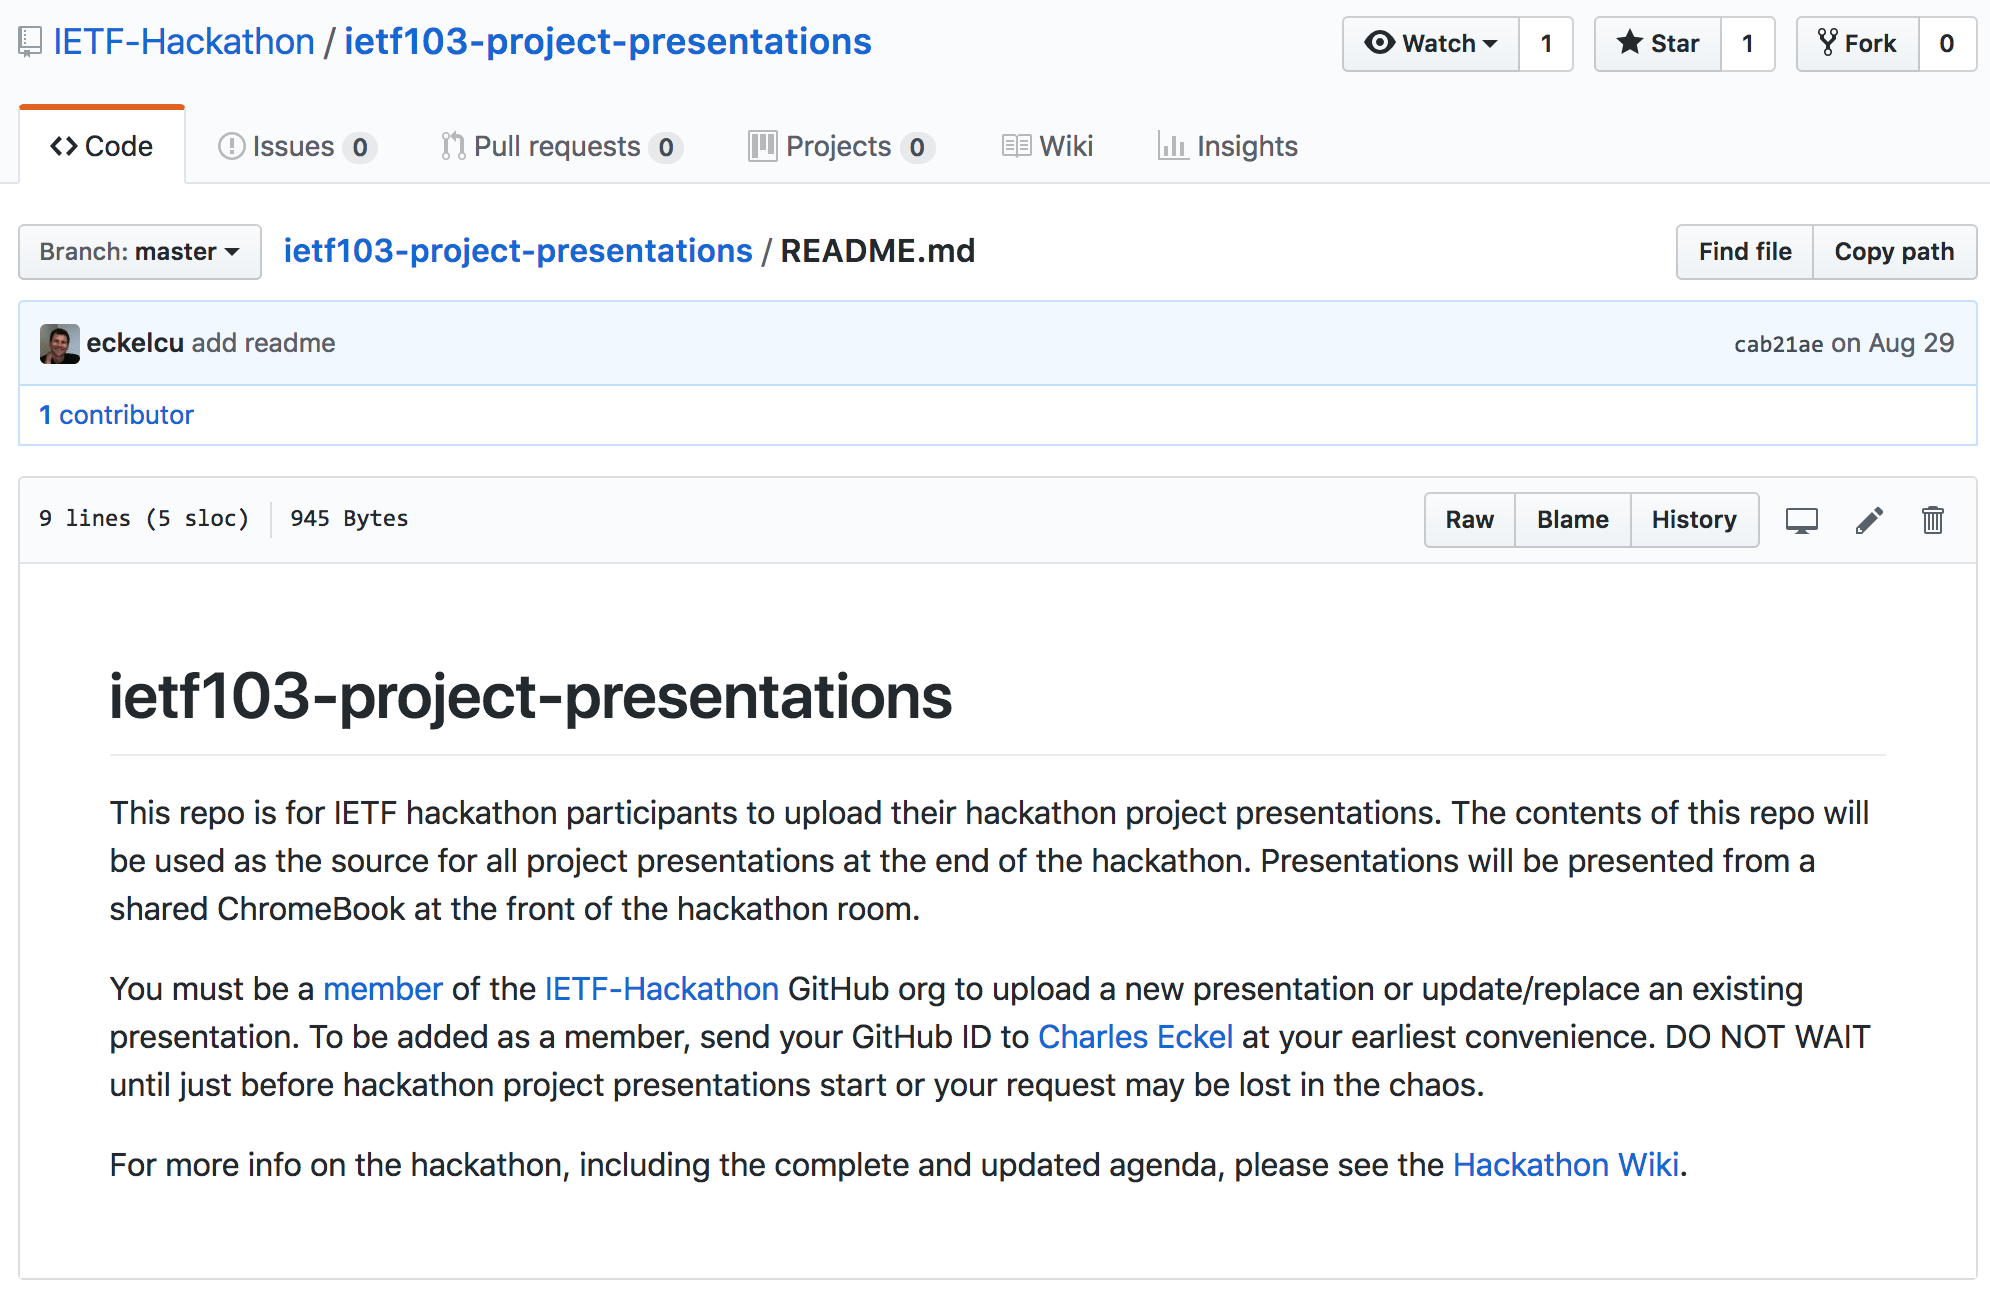 IETF-Hackathon / ietf103-project-presentations
Watch 1 Star 1 Fork 0
Code Issues 0 Pull requests 0 Projects 0 Wiki Insights
Branch: master ietf103-project-presentations / README.md Find file Copy path
eckelcu add readme cab21ae on Aug 29
1 contributor
9 lines (5 sloc) 945 Bytes Raw Blame History
ietf103-project-presentations
This repo is for IETF hackathon participants to upload their hackathon project presentations. The contents of this repo will
be used as the source for all project presentations at the end of the hackathon. Presentations will be presented from a
shared ChromeBook at the front of the hackathon room.
You must be a member of the IETF-Hackathon GitHub org to upload a new presentation or update/replace an existing
presentation. To be added as a member, send your GitHub ID to Charles Eckel at your earliest convenience. DO NOT WAIT
until just before hackathon project presentations start or your request may be lost in the chaos.
For more info on the hackathon, including the complete and updated agenda, please see the Hackathon Wiki.